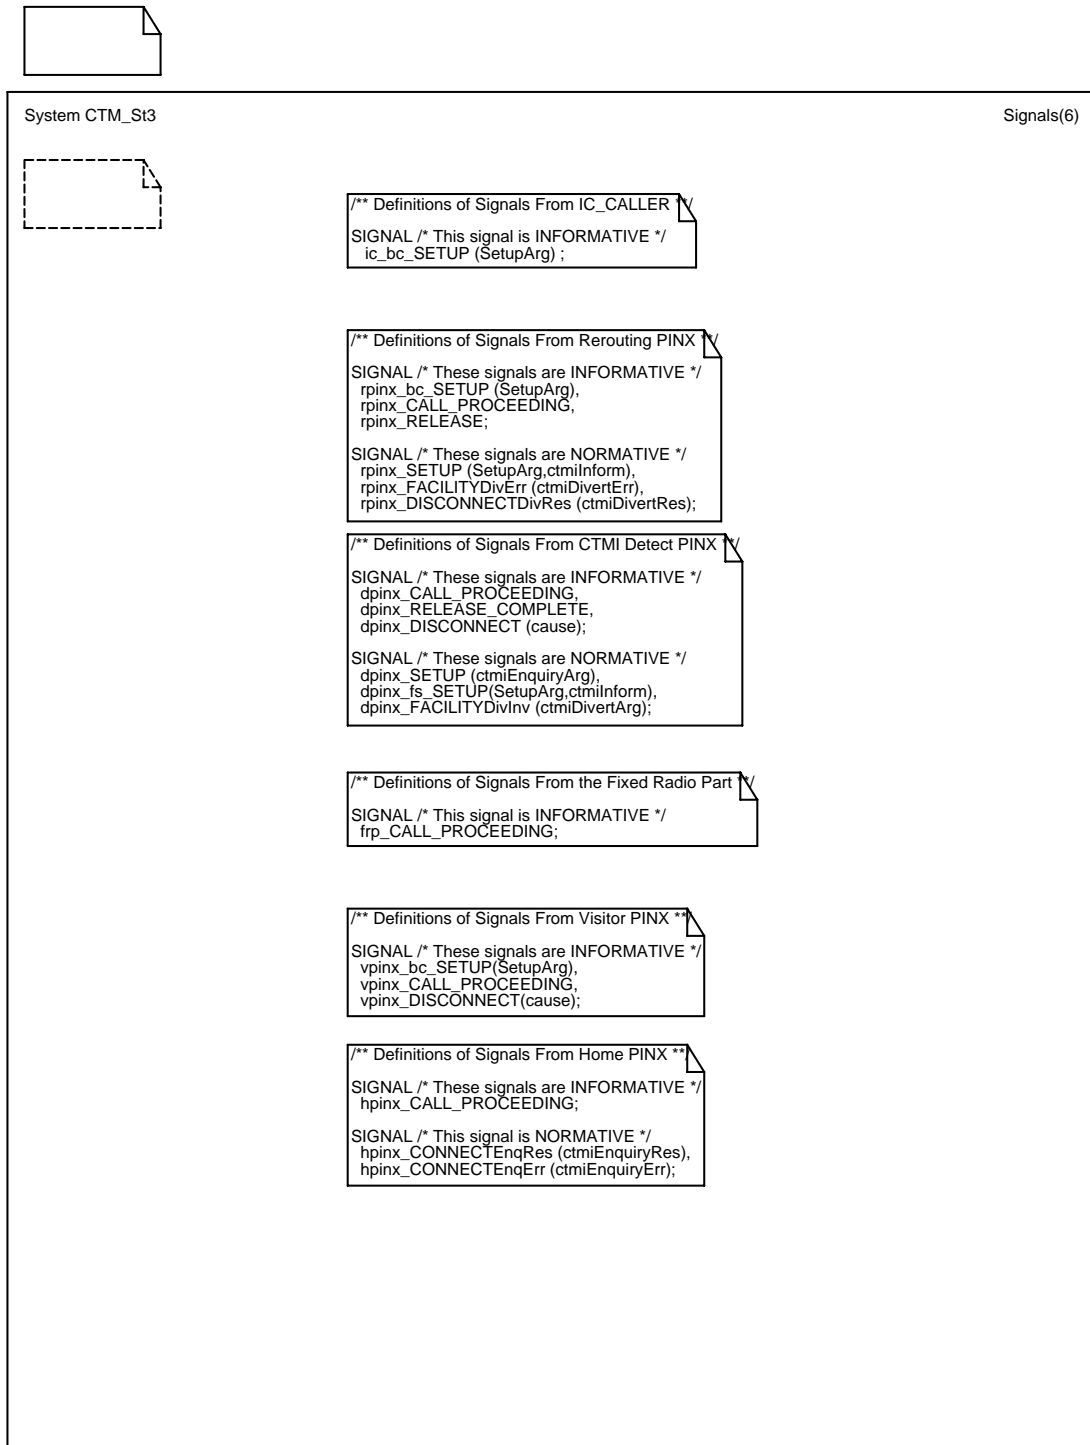 System CTM_St3
Signals(6)
/** Definitions of Signals From IC_CALLER **/
SIGNAL /* This signal is INFORMATIVE */
ic_bc_SETUP (SetupArg) ;
/** Definitions of Signals From Rerouting PINX **/
SIGNAL /* These signals are INFORMATIVE */
rpinx_bc_SETUP (SetupArg),
rpinx_CALL_PROCEEDING,
rpinx_RELEASE;
SIGNAL /* These signals are NORMATIVE */
rpinx_SETUP (SetupArg,ctmiInform),
rpinx_FACILITYDivErr (ctmiDivertErr),
rpinx_DISCONNECTDivRes (ctmiDivertRes);
/** Definitions of Signals From CTMI Detect PINX **/
SIGNAL /* These signals are INFORMATIVE */
dpinx_CALL_PROCEEDING,
dpinx_RELEASE_COMPLETE,
dpinx_DISCONNECT (cause);
SIGNAL /* These signals are NORMATIVE */
dpinx_SETUP (ctmiEnquiryArg),
dpinx_fs_SETUP(SetupArg,ctmiInform),
dpinx_FACILITYDivInv (ctmiDivertArg);
/** Definitions of Signals From the Fixed Radio Part **/
SIGNAL /* This signal is INFORMATIVE */
frp_CALL_PROCEEDING;
/** Definitions of Signals From Visitor PINX **/
SIGNAL /* These signals are INFORMATIVE */
vpinx_bc_SETUP(SetupArg),
vpinx_CALL_PROCEEDING,
vpinx_DISCONNECT(cause);
/** Definitions of Signals From Home PINX **/
SIGNAL /* These signals are INFORMATIVE */
hpinx_CALL_PROCEEDING;
SIGNAL /* This signal is NORMATIVE */
hpinx_CONNECTEnqRes (ctmiEnquiryRes),
hpinx_CONNECTEnqErr (ctmiEnquiryErr);